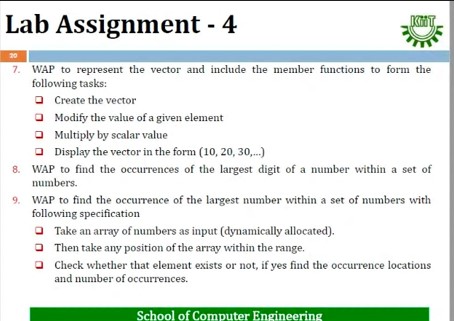 Lab Assignment - 4
KIIT
20
7. WAP to represent the vector and include the member functions to form the
following tasks:
❑ Create the vector
❑ Modify the value of a given element
❑ Multiply by scalar value
❑ Display the vector in the form (10, 20, 30,...)
8. WAP to find the occurrences of the largest digit of a number within a set of
numbers.
9. WAP to find the occurrence of the largest number within a set of numbers with
following specification
❑ Take an array of numbers as input (dynamically allocated).
❑ Then take any position of the array within the range.
❑ Check whether that element exists or not, if yes find the occurrence locations
and number of occurrences.
School of Computer Engineering